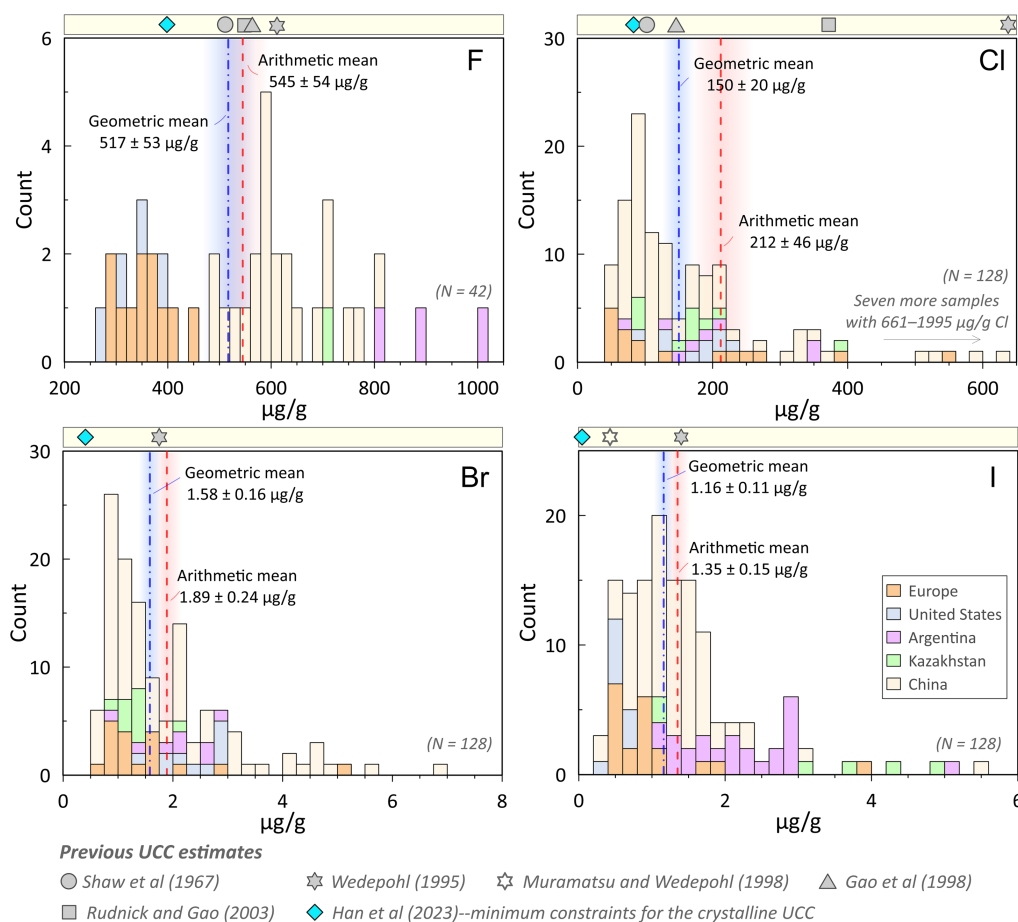 F
Arithmetic mean
545 ± 54 µg/g
Geometric mean
517 ± 53 µg/g
(N = 42)
Count
6
4
2
0
200
400
600
800
1000
µg/g
Cl
Geometric mean
150 ± 20 µg/g
Arithmetic mean
212 ± 46 µg/g
(N = 128)
Seven more samples
with 661–1995 µg/g Cl
Count
30
20
10
0
0
200
400
600
µg/g
Br
Geometric mean
1.58 ± 0.16 µg/g
Arithmetic mean
1.89 ± 0.24 µg/g
(N = 128)
Count
30
20
10
0
0
2
4
6
8
µg/g
I
Geometric mean
1.16 ± 0.11 µg/g
Arithmetic mean
1.35 ± 0.15 µg/g
Europe
United States
Argentina
Kazakhstan
China
(N = 128)
Count
20
10
0
0
2
4
6
µg/g
Previous UCC estimates
Shaw et al (1967)
Wedepohl (1995)
Muramatsu and Wedepohl (1998)
Gao et al (1998)
Rudnick and Gao (2003)
Han et al (2023)--minimum constraints for the crystalline UCC